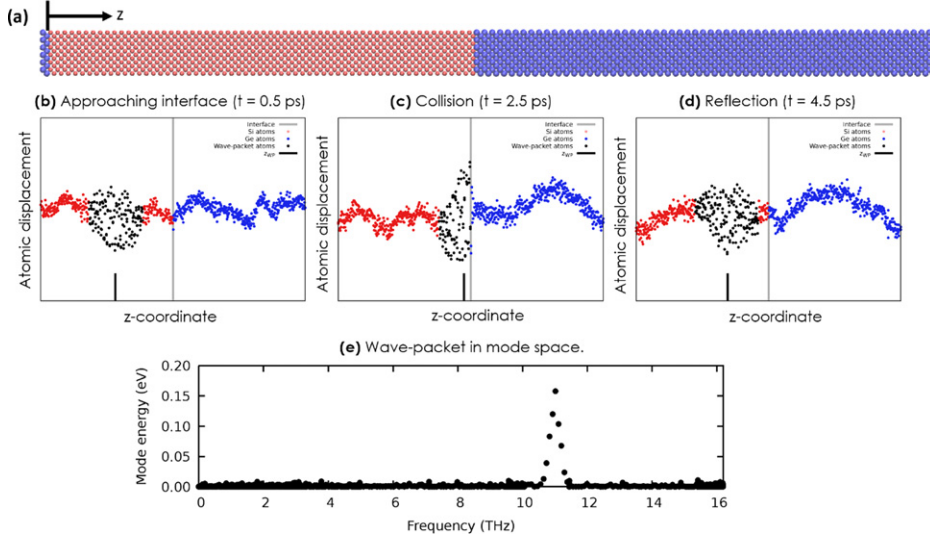 (a)
z
(b) Approaching interface (t = 0.5 ps)
(c) Collision (t = 2.5 ps)
(d) Reflection (t = 4.5 ps)
Atomic displacement
Interface
Si atoms
Ge atoms
Wave-packet atoms
zWP
z-coordinate
Atomic displacement
Interface
Si atoms
Ge atoms
Wave-packet atoms
zWP
z-coordinate
Atomic displacement
Interface
Si atoms
Ge atoms
Wave-packet atoms
zWP
z-coordinate
(e) Wave-packet in mode space.
Mode energy (eV)
0.20
0.15
0.10
0.05
0.00
0 2 4 6 8 10 12 14 16
Frequency (THz)